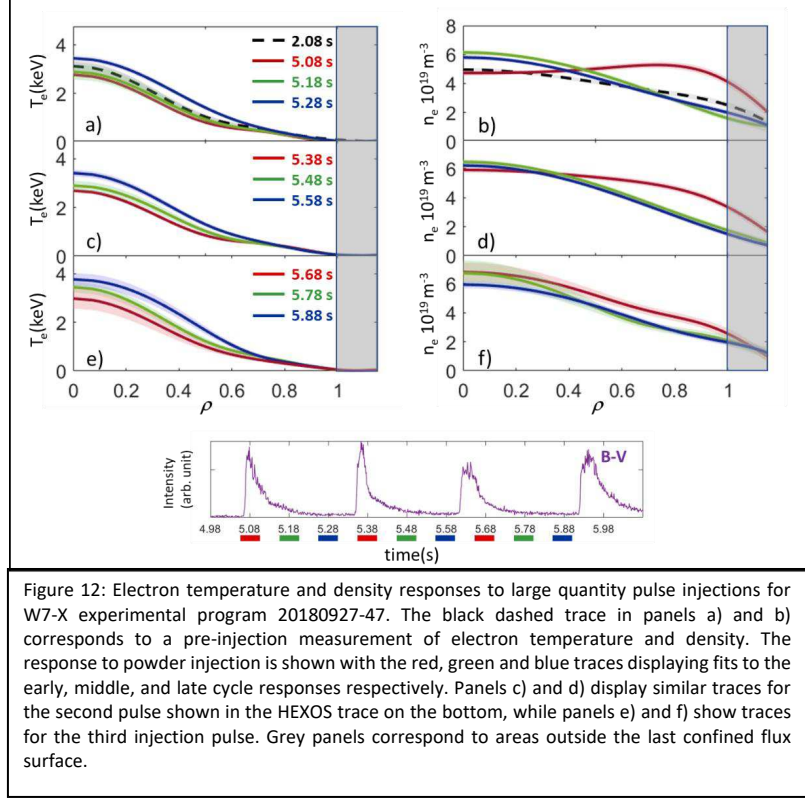 4
2
0
T_e(keV)
a)
2.08 s
5.08 s
5.18 s
5.28 s
8
6
4
2
0
n_e 10^19 m^-3
b)
4
2
0
T_e(keV)
c)
5.38 s
5.48 s
5.58 s
6
4
2
0
n_e 10^19 m^-3
d)
4
2
0
T_e(keV)
e)
5.68 s
5.78 s
5.88 s
8
6
4
2
0
n_e 10^19 m^-3
f)
0 0.2 0.4 0.6 0.8 1
ρ
0 0.2 0.4 0.6 0.8 1
ρ
Intensity
(arb. unit)
B-V
4.98 5.08 5.18 5.28 5.38 5.48 5.58 5.68 5.78 5.88 5.98
time(s)
Figure 12: Electron temperature and density responses to large quantity pulse injections for
W7-X experimental program 20180927-47. The black dashed trace in panels a) and b)
corresponds to a pre-injection measurement of electron temperature and density. The
response to powder injection is shown with the red, green and blue traces displaying fits to the
early, middle, and late cycle responses respectively. Panels c) and d) display similar traces for
the second pulse shown in the HEXOS trace on the bottom, while panels e) and f) show traces
for the third injection pulse. Grey panels correspond to areas outside the last confined flux
surface.